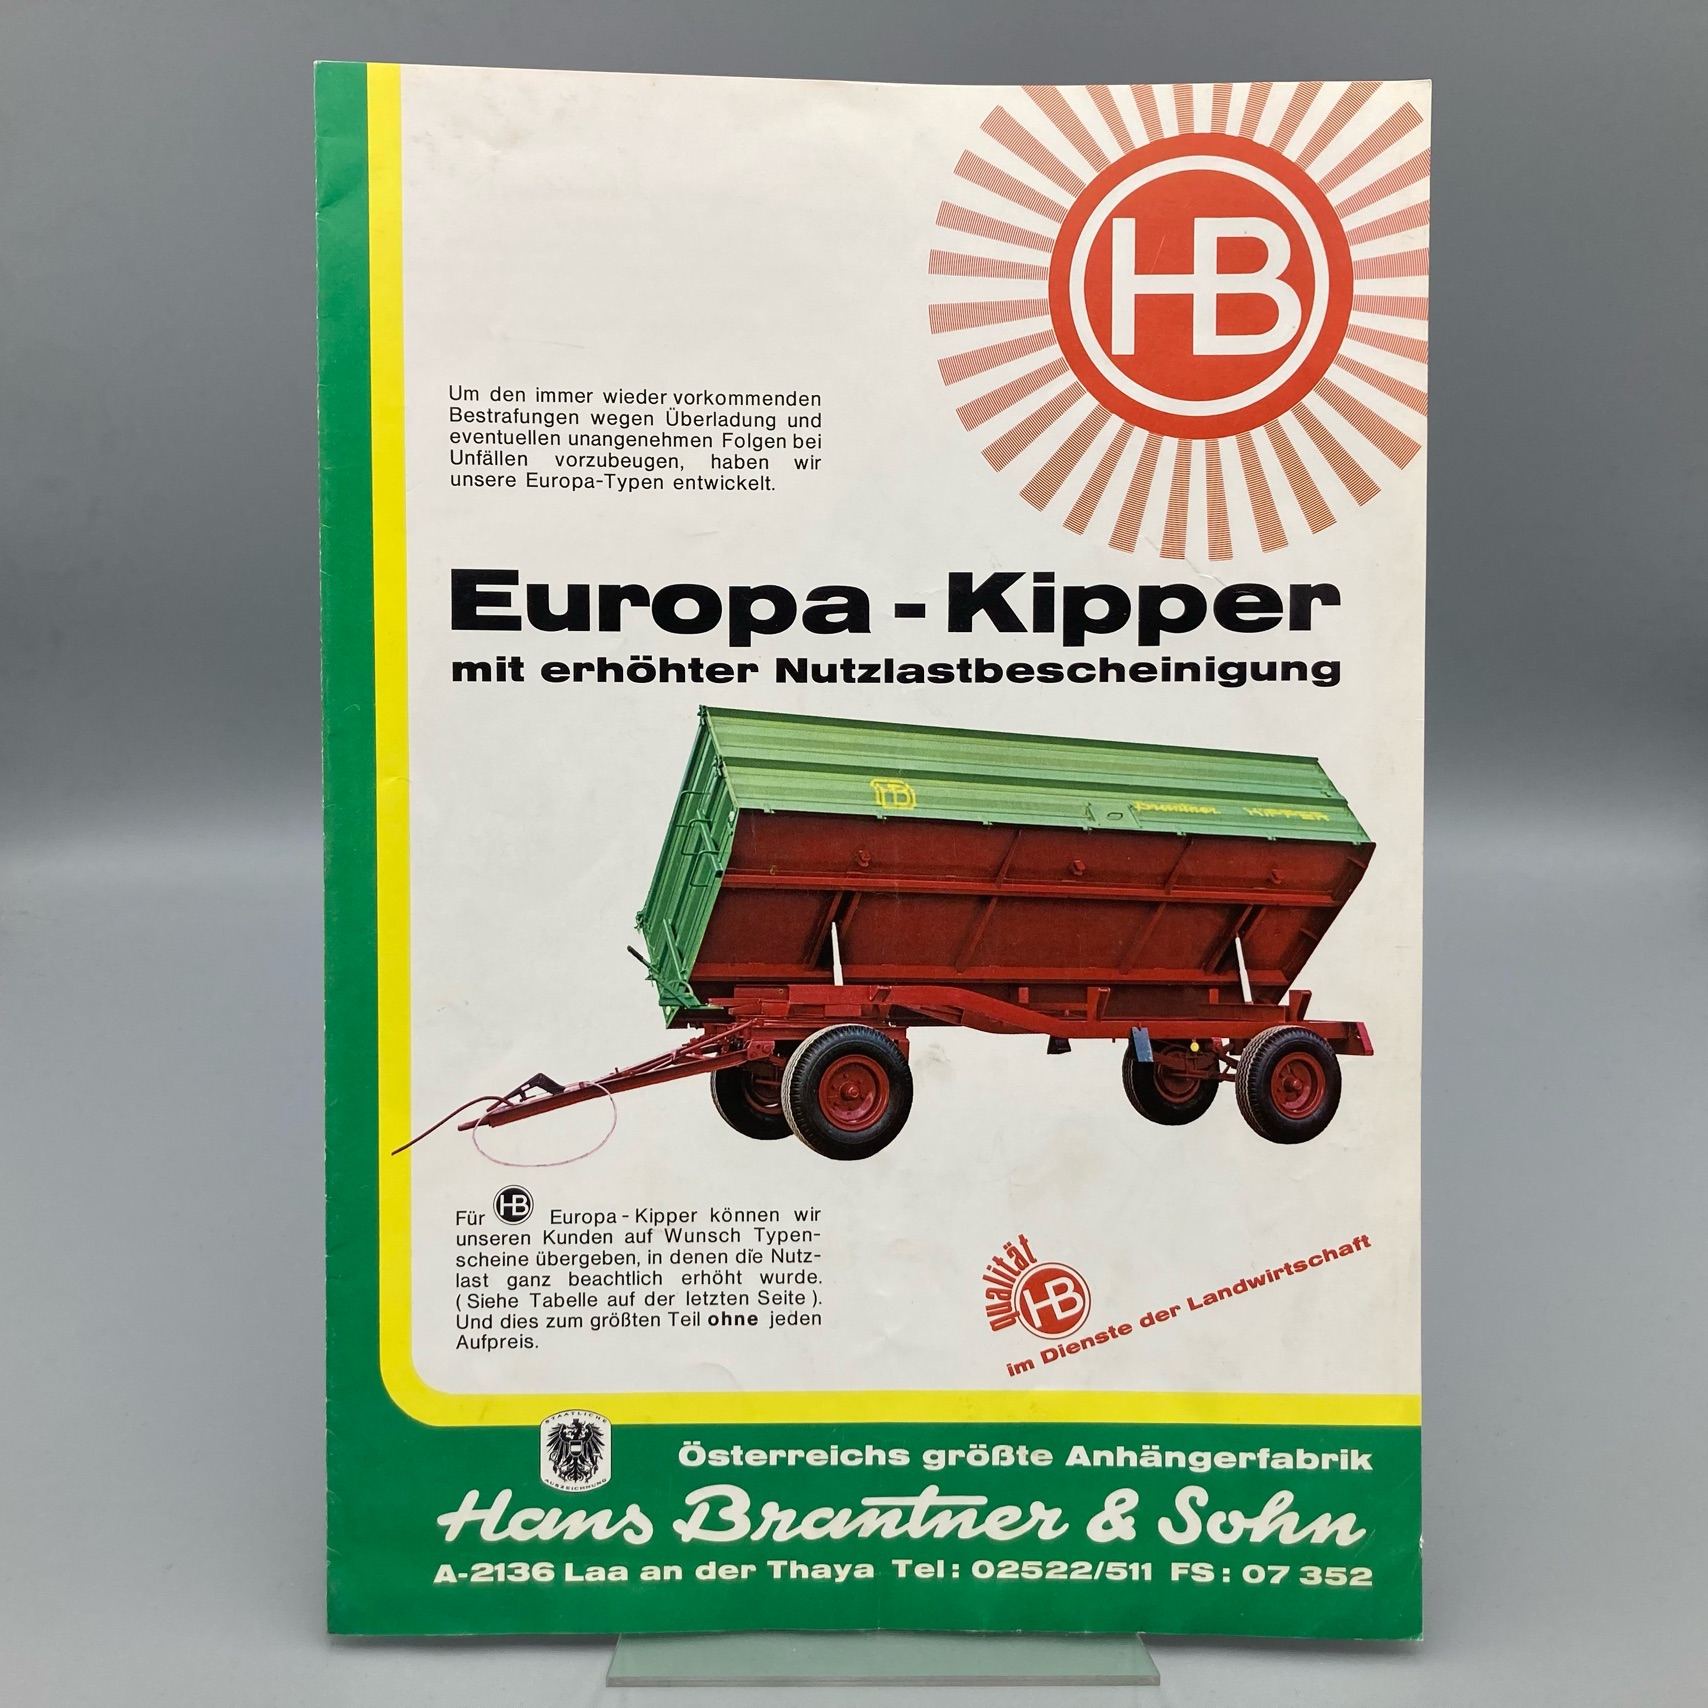 HB
Um den immer wieder vorkommenden
Bestrafungen wegen Überladung und
eventuellen unangenehmen Folgen bei
Unfällen vorzubeugen, haben wir
unsere Europa-Typen entwickelt.
Europa - Kipper
mit erhöhter Nutzlastbescheinigung
HB Brantner KIPPER
Für HB Europa - Kipper können wir
unseren Kunden auf Wunsch Typen-
scheine übergeben, in denen die Nutz-
last ganz beachtlich erhöht wurde.
( Siehe Tabelle auf der letzten Seite ).
Und dies zum größten Teil ohne jeden
Aufpreis.
qualität
HB
im Dienste der Landwirtschaft
STAATLICHE
AUSZEICHNUNG
Österreichs größte Anhängerfabrik
Hans Brantner & Sohn
A-2136 Laa an der Thaya Tel: 02522/511 FS: 07 352